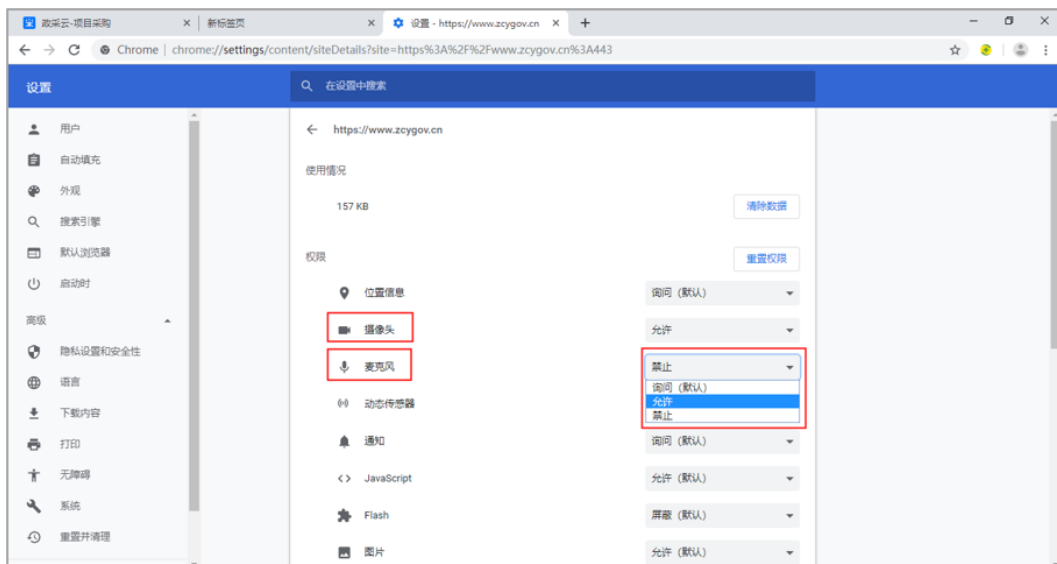 政采云-项目采购
新标签页
设置 - https://www.zcygov.cn
Chrome | chrome://settings/content/siteDetails?site=https%3A%2F%2Fwww.zcygov.cn%3A443
设置
在设置中搜索
用户
自动填充
外观
搜索引擎
默认浏览器
启动时
高级
隐私设置和安全性
语言
下载内容
打印
无障碍
系统
重置并清理
https://www.zcygov.cn
使用情况
157 KB 清除数据
权限 重置权限
位置信息 询问 (默认)
摄像头 允许
麦克风 禁止
询问 (默认)
允许
禁止
动态传感器
通知 询问 (默认)
JavaScript 允许 (默认)
Flash 屏蔽 (默认)
图片 允许 (默认)